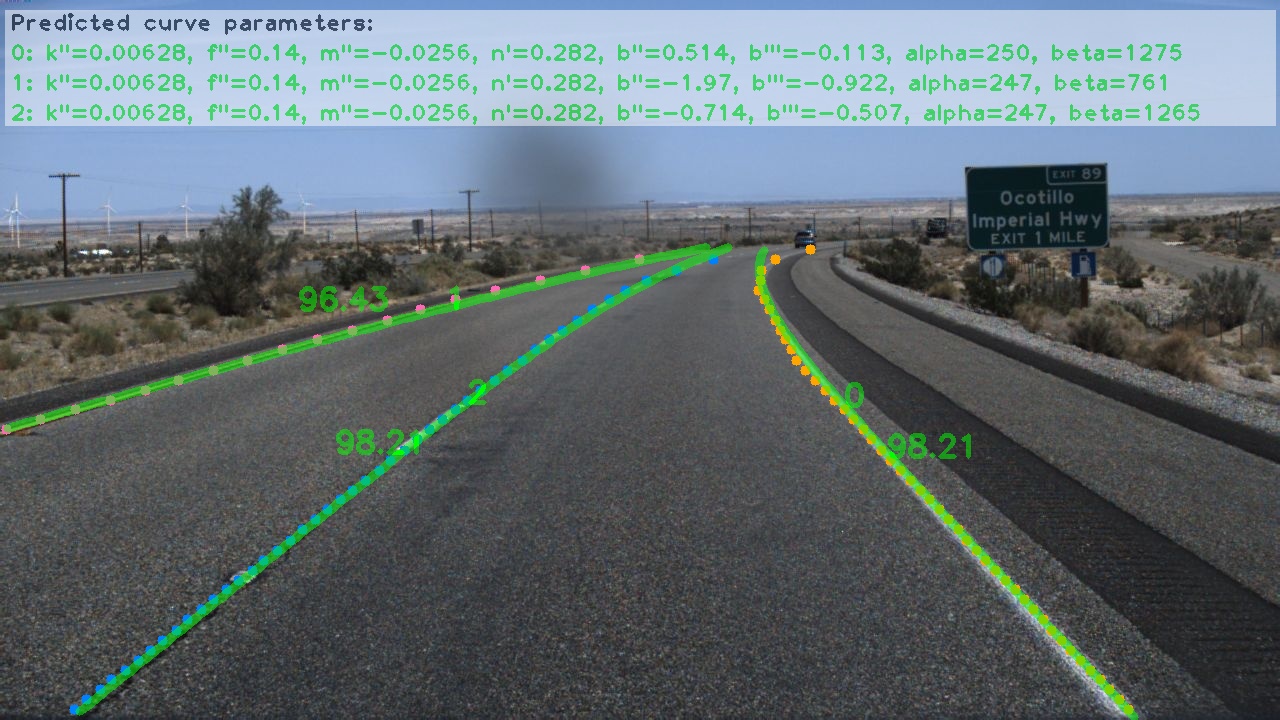 Predicted curve parameters:
0: k''=0.00628, f''=0.14, m''=-0.0256, n'=0.282, b''=0.514, b'''=-0.113, alpha=250, beta=1275
1: k''=0.00628, f''=0.14, m''=-0.0256, n'=0.282, b''=-1.97, b'''=-0.922, alpha=247, beta=761
2: k''=0.00628, f''=0.14, m''=-0.0256, n'=0.282, b''=-0.714, b'''=-0.507, alpha=247, beta=1265
EXIT 89
Ocotillo
Imperial Hwy
EXIT 1 MILE
96.43
1
2
0
98.21
98.21